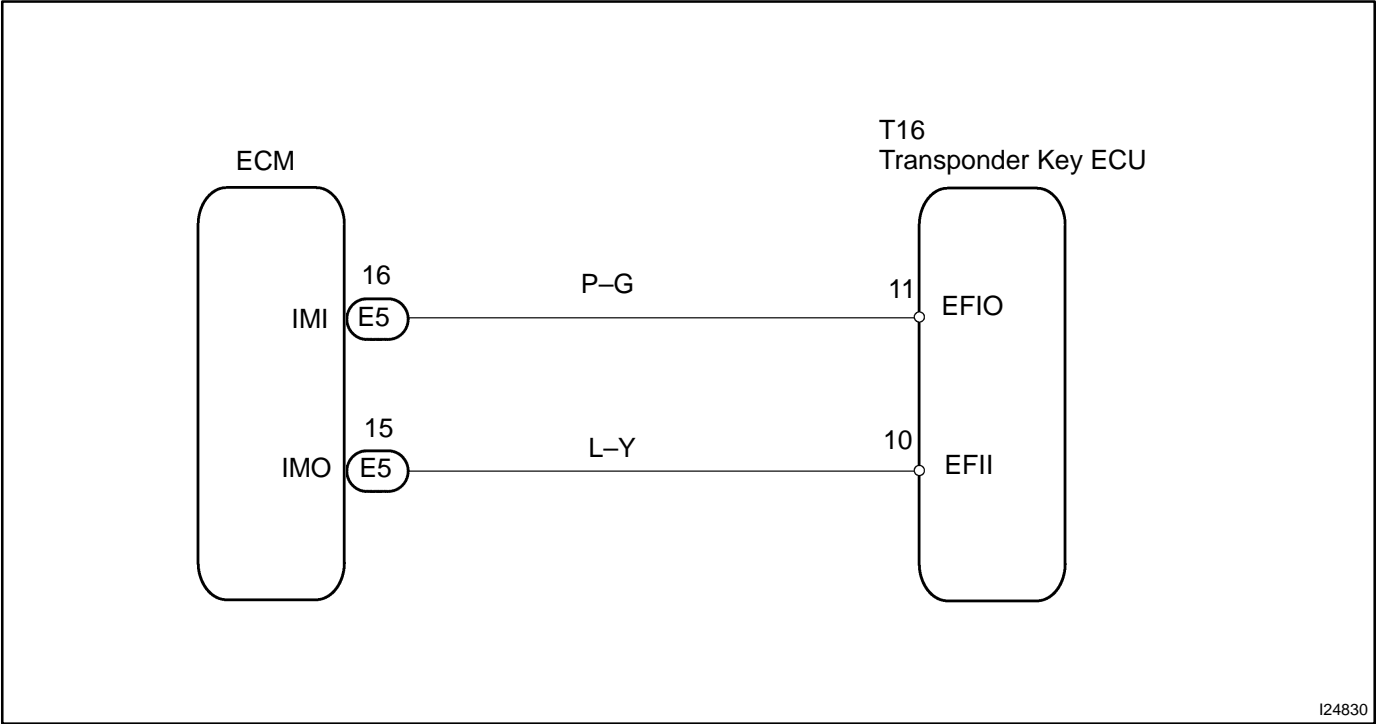 T16
Transponder Key ECU
ECM
16
P–G
11
EFIO
IMI
E5
15
L–Y
10
EFII
IMO
E5
I24830